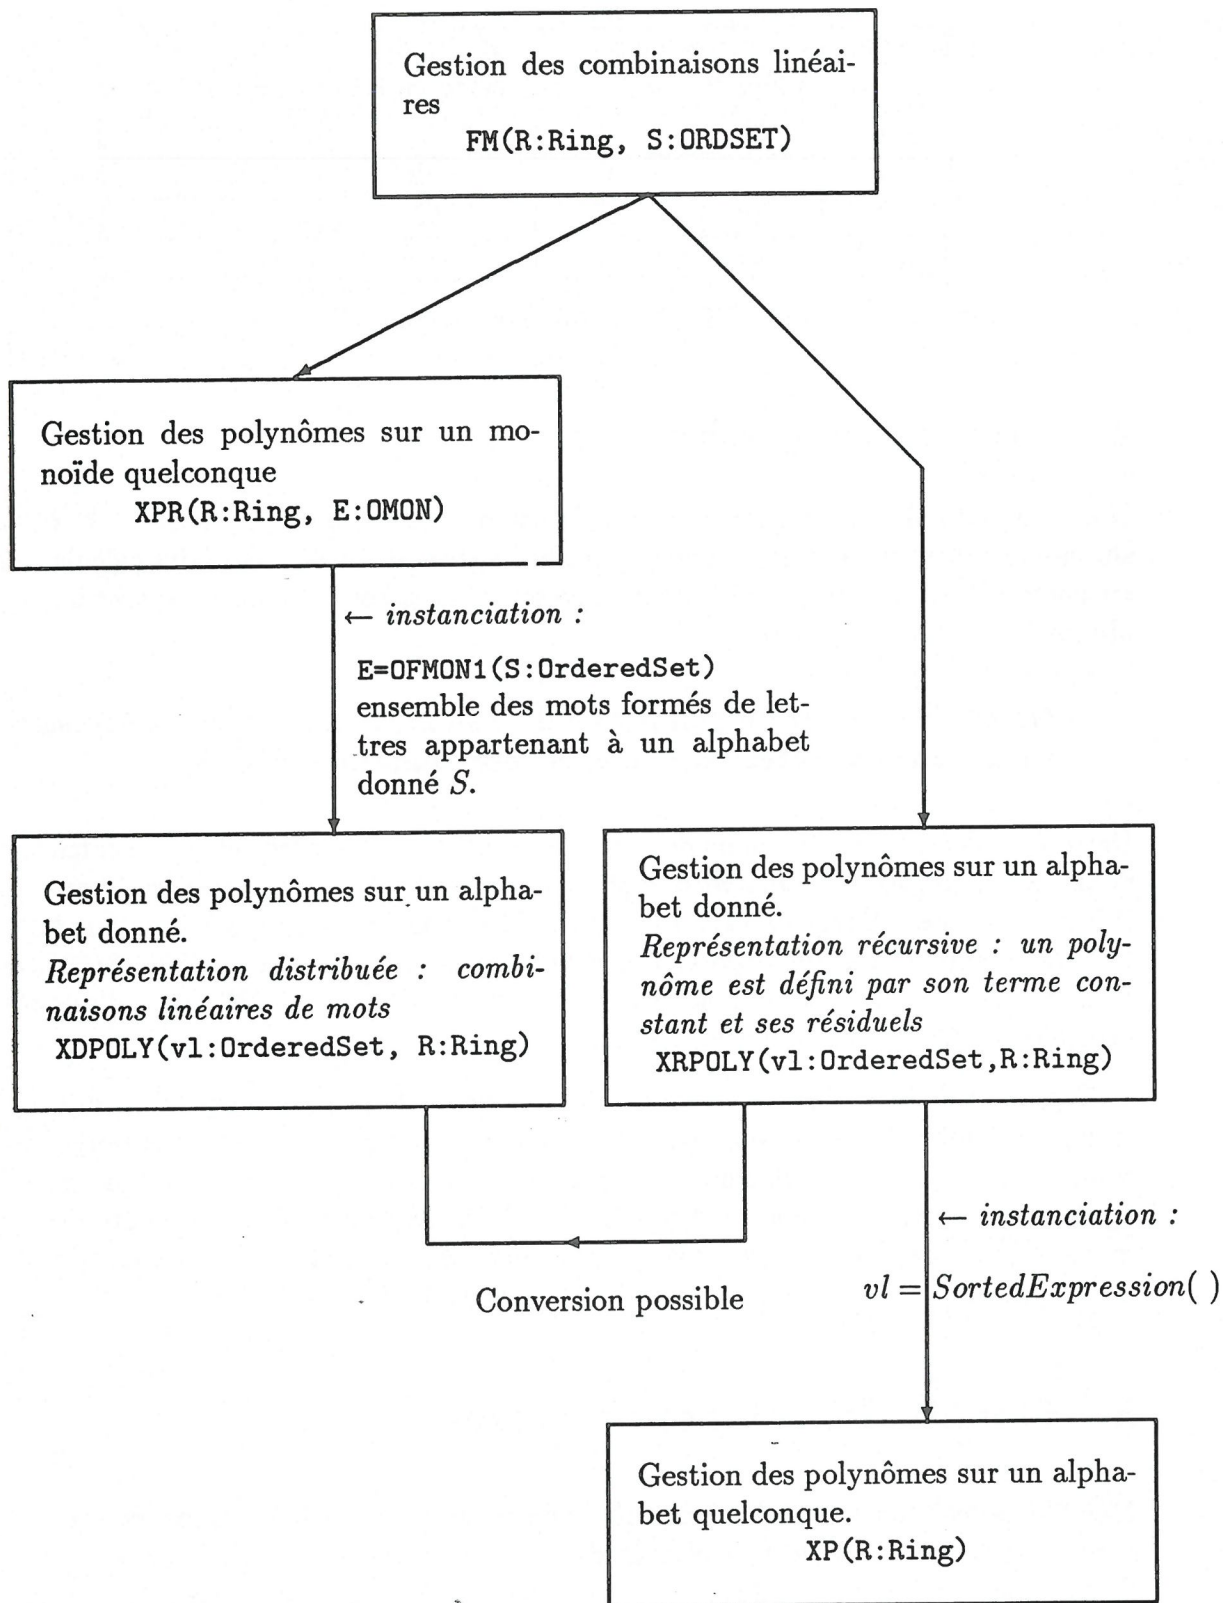 Gestion des combinaisons linéai-
res
FM(R:Ring, S:ORDSET)
Gestion des polynômes sur un mo-
noïde quelconque
XPR(R:Ring, E:OMON)
← instanciation :
E=OFMON1(S:OrderedSet)
ensemble des mots formés de let-
tres appartenant à un alphabet
donné S.
Gestion des polynômes sur un alpha-
bet donné.
Représentation distribuée : combi-
naisons linéaires de mots
XDPOLY(vl:OrderedSet, R:Ring)
Gestion des polynômes sur un alpha-
bet donné.
Représentation récursive : un poly-
nôme est défini par son terme con-
stant et ses résiduels
XRPOLY(vl:OrderedSet,R:Ring)
← instanciation :
vl = SortedExpression( )
Conversion possible
Gestion des polynômes sur un alpha-
bet quelconque.
XP(R:Ring)